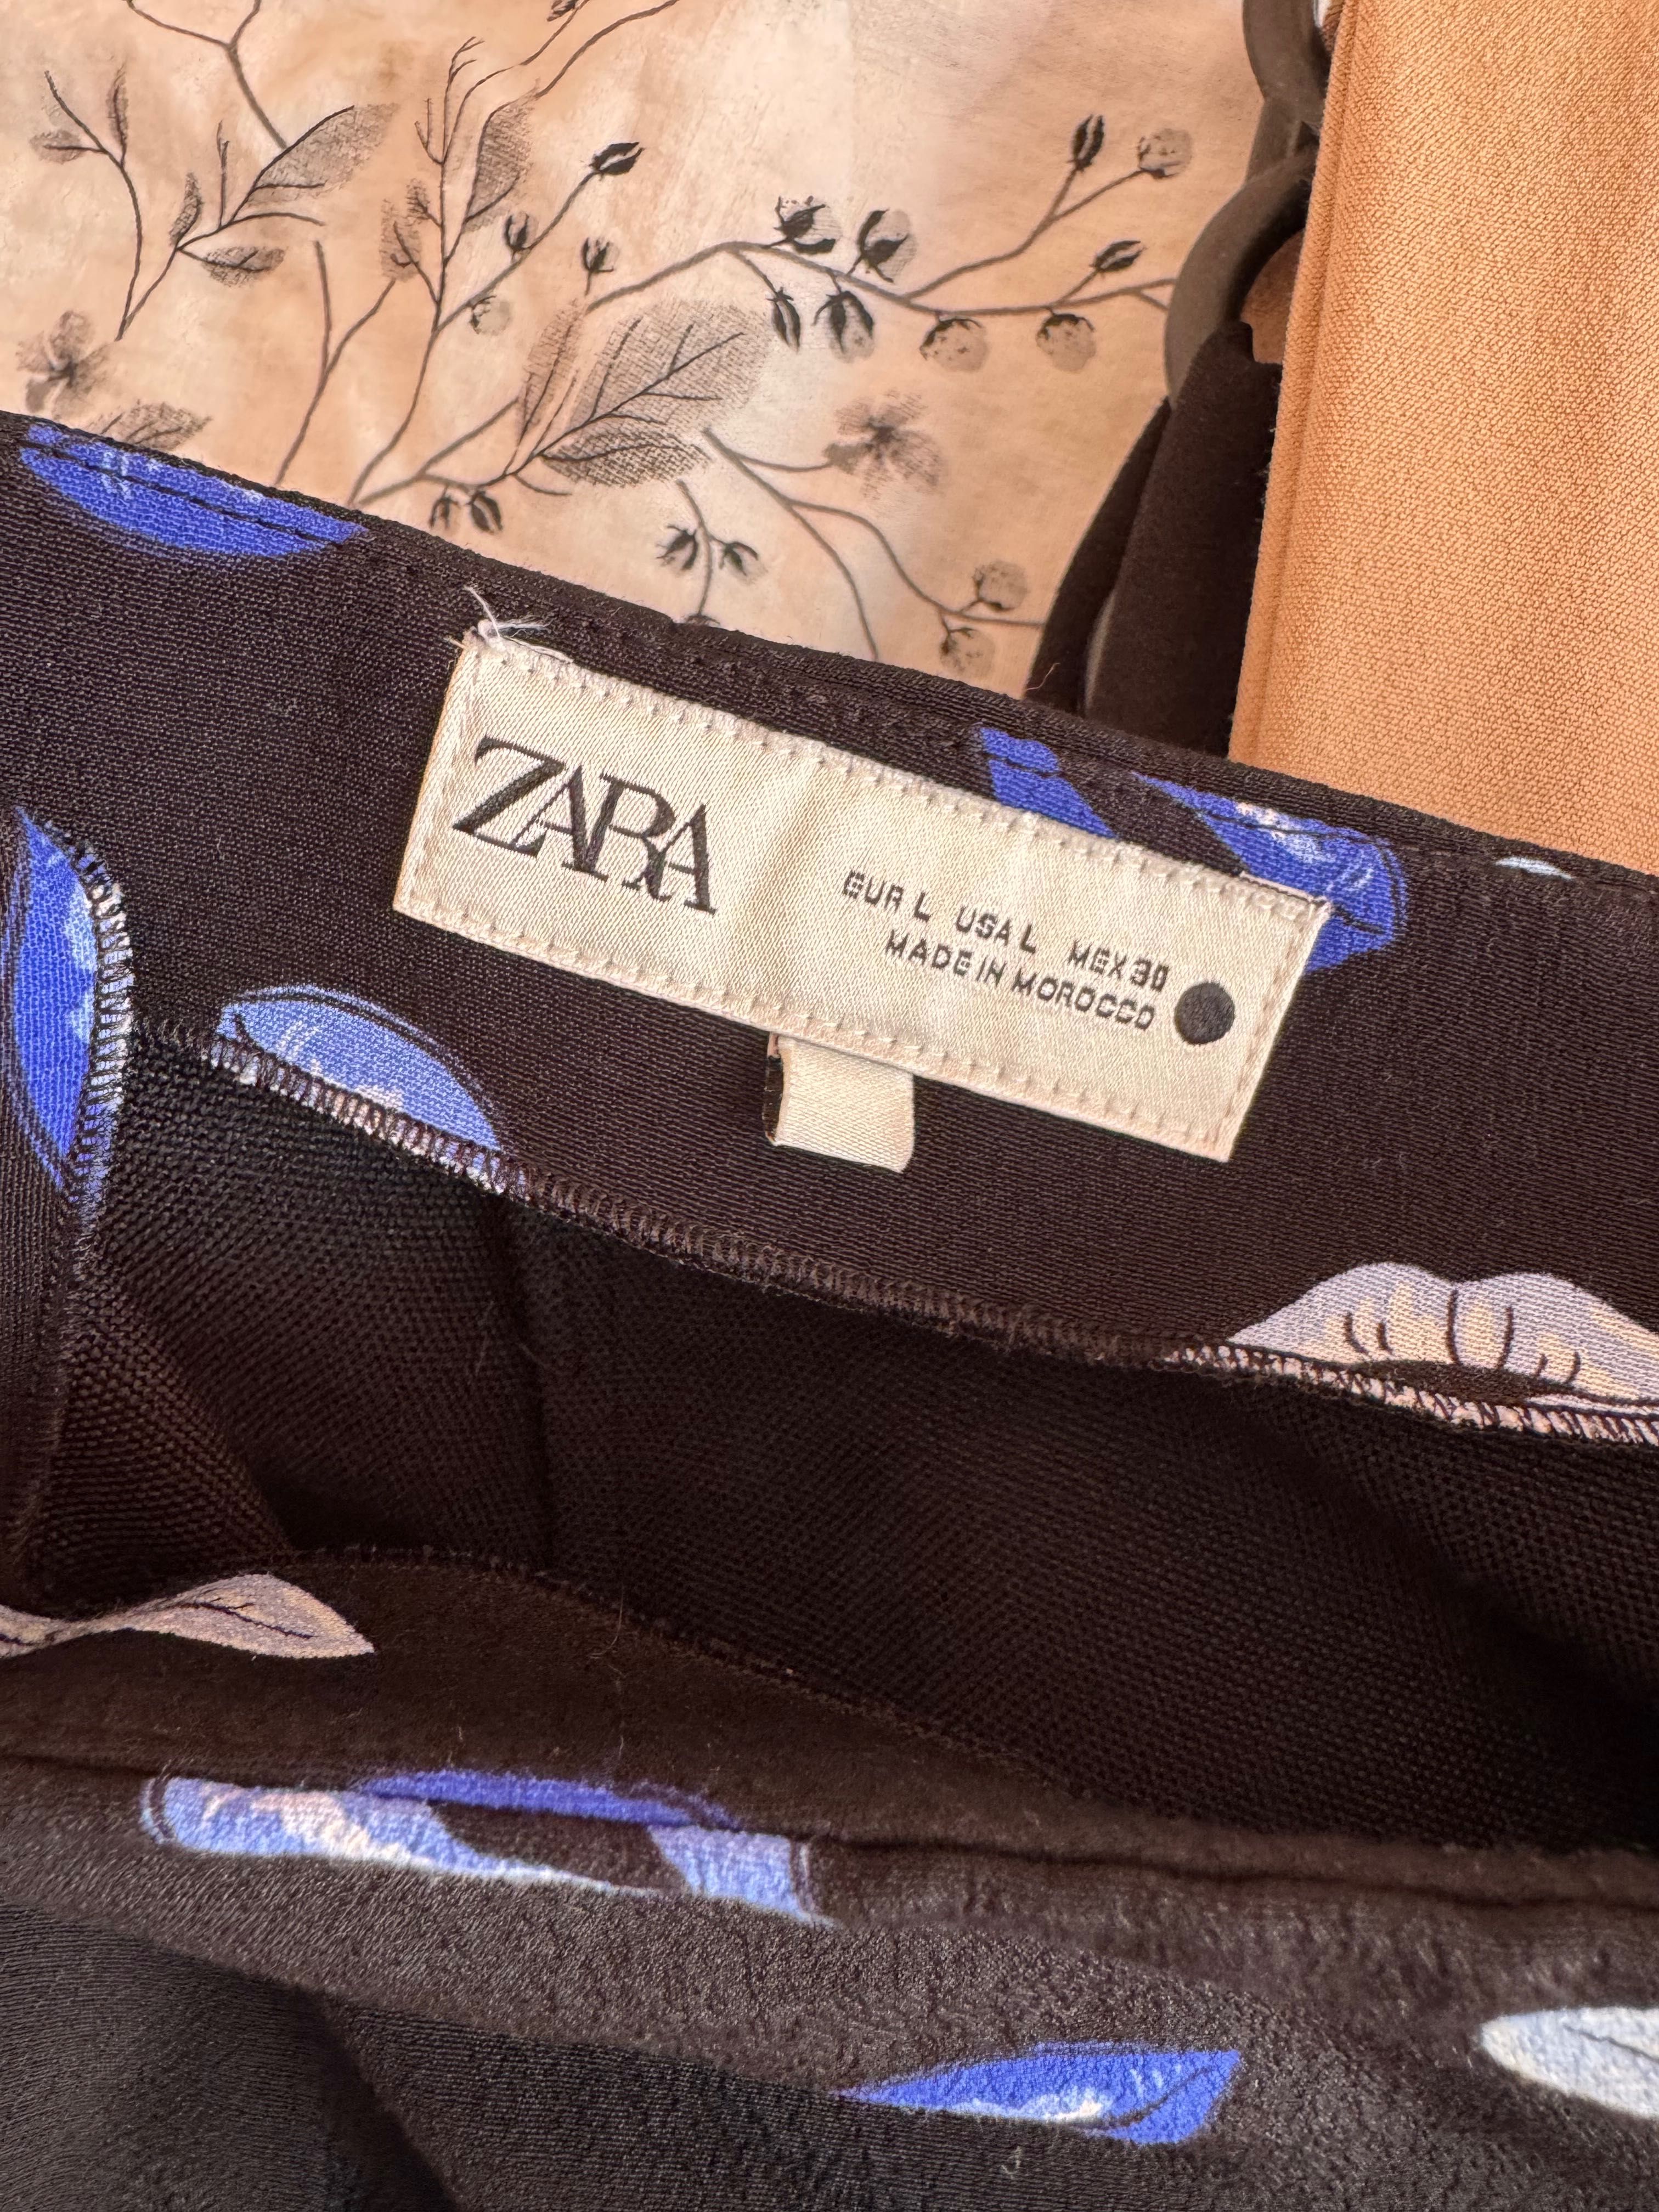 ZARA
EUR L USA L MEX 30
MADE IN MOROCCO